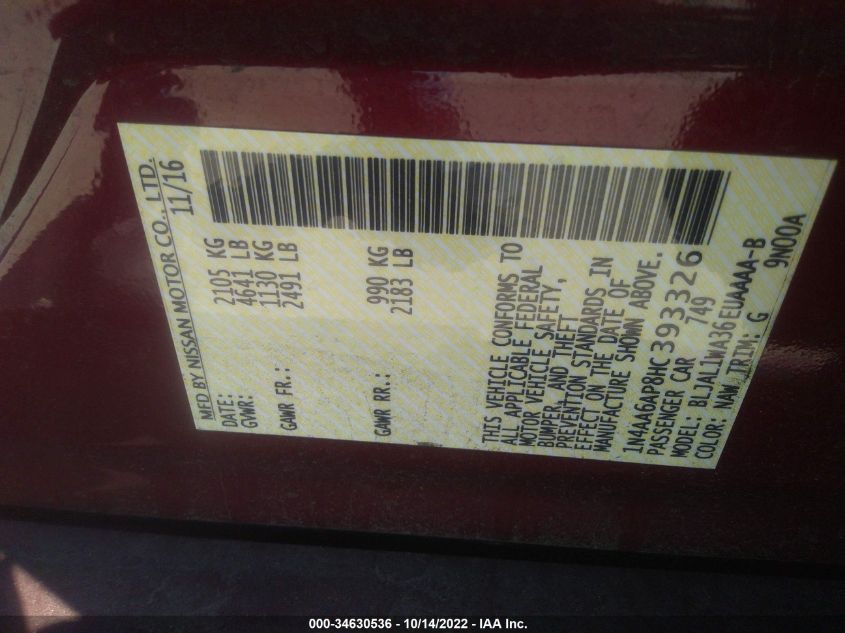 MFD BY NISSAN MOTOR CO., LTD.
DATE: 11/16
GVWR: 2105 KG
4641 LB
GAWR FR.: 1130 KG
2491 LB
GAWR RR.: 990 KG
2183 LB
THIS VEHICLE CONFORMS TO
ALL APPLICABLE FEDERAL
MOTOR VEHICLE SAFETY,
BUMPER, AND THEFT
PREVENTION STANDARDS IN
EFFECT ON THE DATE OF
MANUFACTURE SHOWN ABOVE.
1N4AA6AP8HC393326
PASSENGER CAR 749
MODEL: BLJAL1WA36EUAAAA-B
COLOR: NAW TRIM: G 9N00A
000-34630536 - 10/14/2022 - IAA Inc.